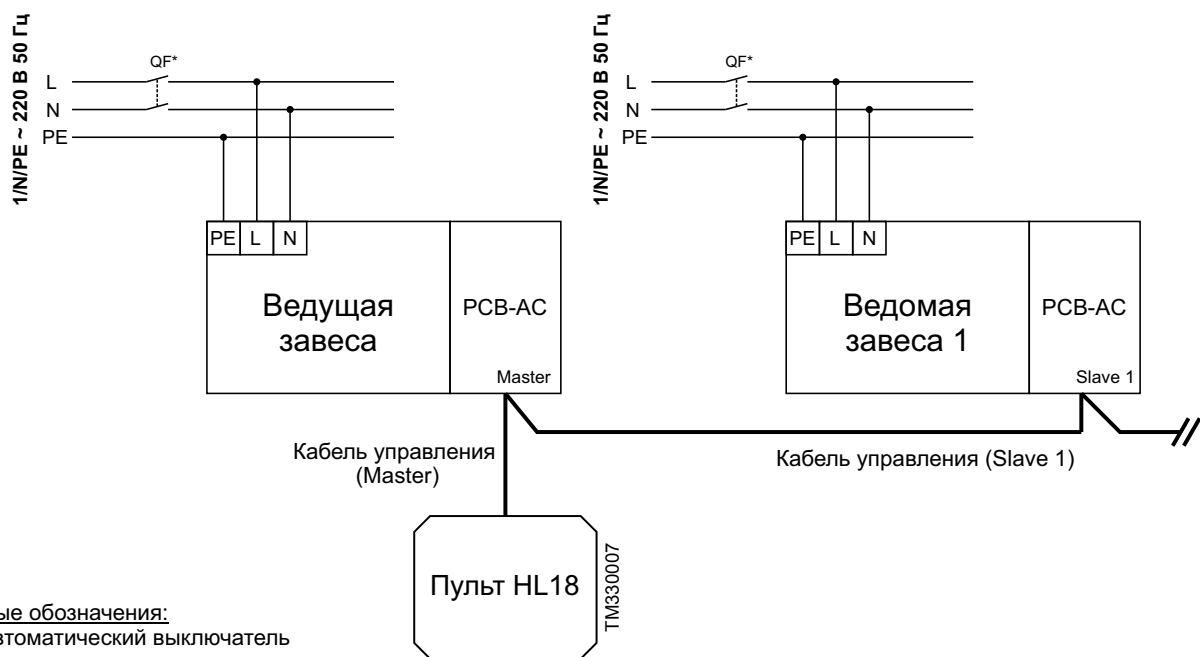 1/N/PE ~ 220 В 50 Гц
QF*
L
N
PE
PE L N
Ведущая
завеса
PCB-AC
Master
1/N/PE ~ 220 В 50 Гц
QF*
L
N
PE
PE L N
Ведомая
завеса 1
PCB-AC
Slave 1
Кабель управления
(Master)
Кабель управления (Slave 1)
Пульт HL18
TM330007
обозначения:
выключатель